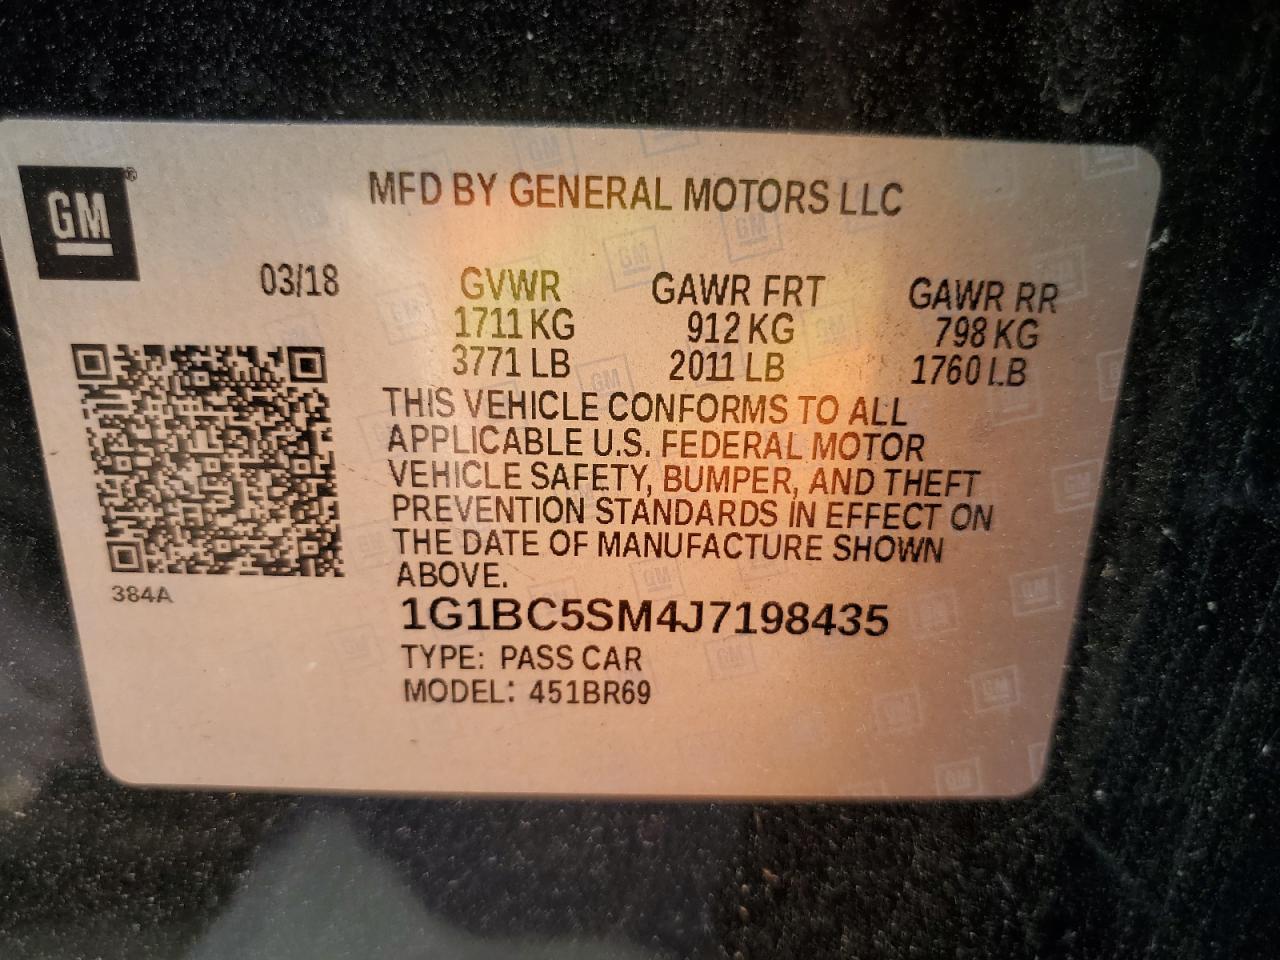 GM®
MFD BY GENERAL MOTORS LLC
03/18 GVWR GAWR FRT GAWR RR
1711 KG 912 KG 798 KG
3771 LB 2011 LB 1760 LB
THIS VEHICLE CONFORMS TO ALL
APPLICABLE U.S. FEDERAL MOTOR
VEHICLE SAFETY, BUMPER, AND THEFT
PREVENTION STANDARDS IN EFFECT ON
THE DATE OF MANUFACTURE SHOWN
ABOVE.
384A
1G1BC5SM4J7198435
TYPE: PASS CAR
MODEL: 451BR69